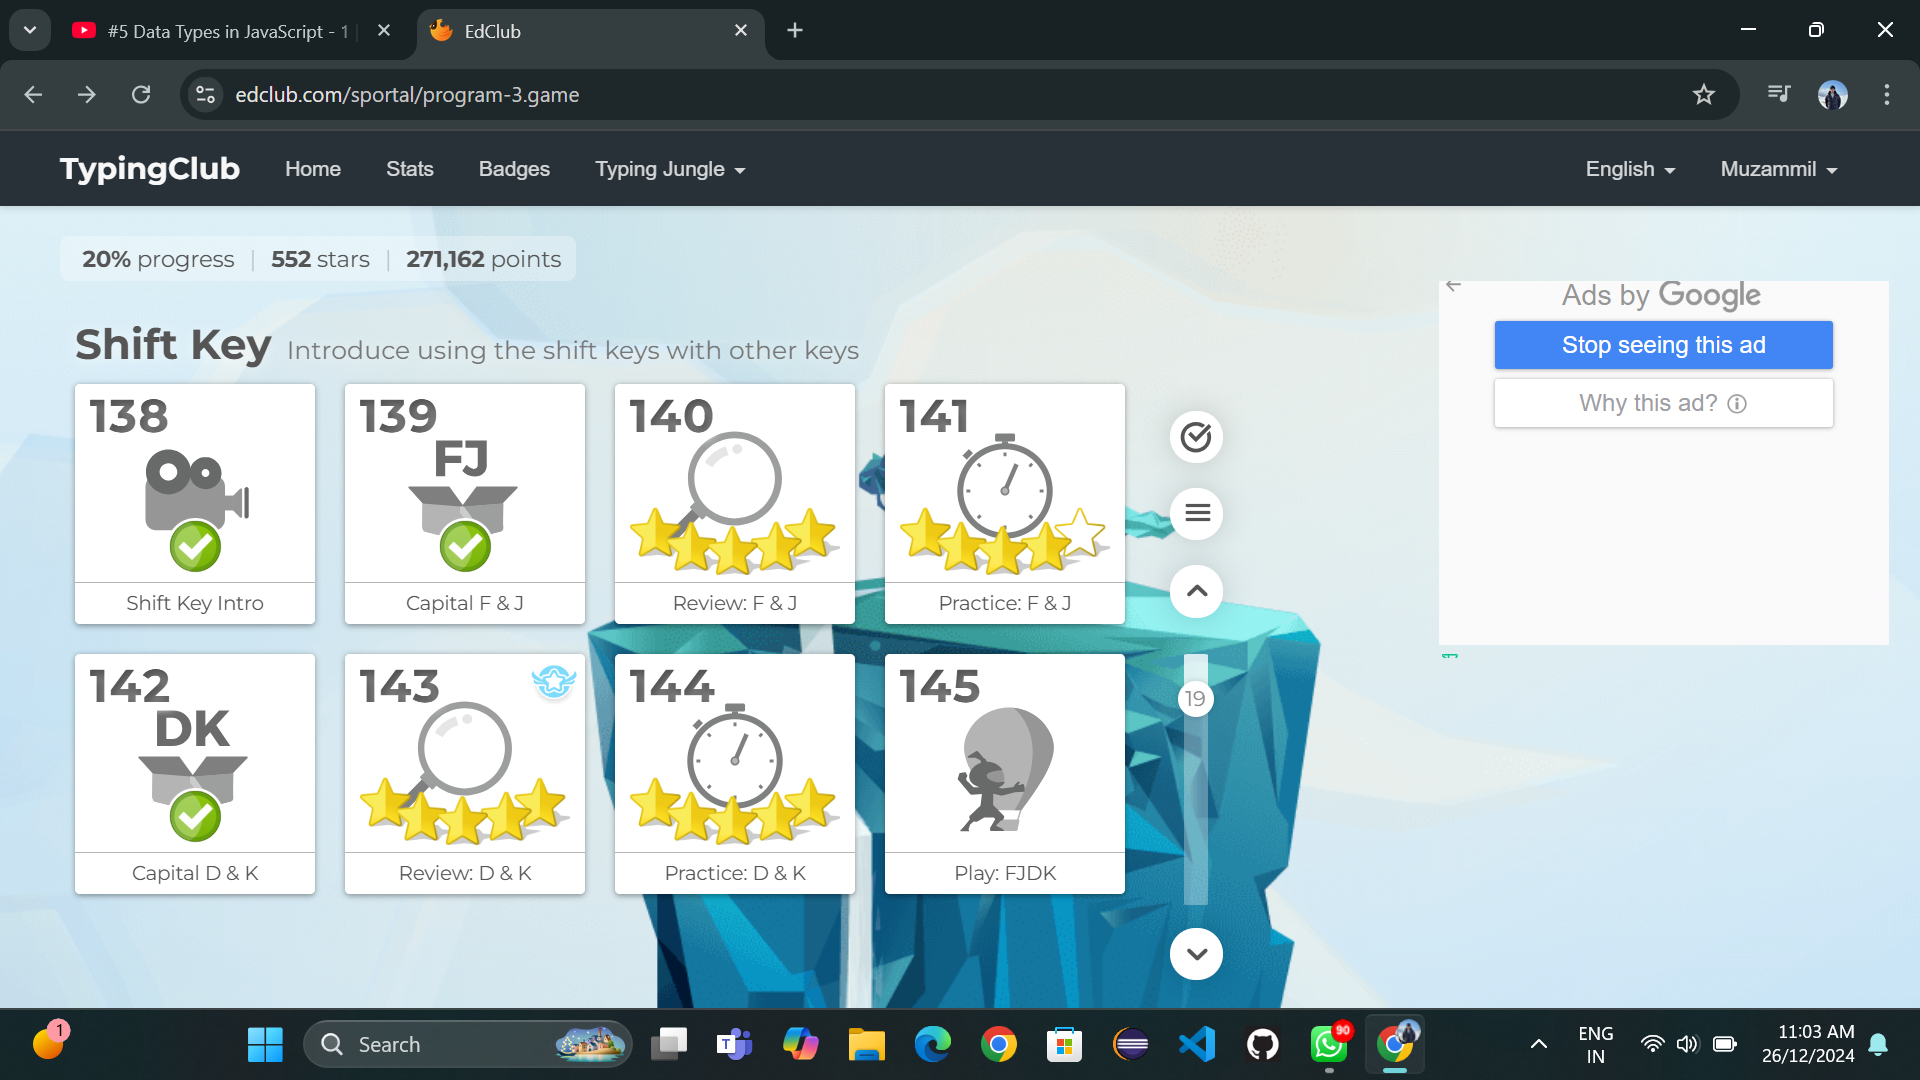 #5 Data Types in JavaScript - 1
EdClub
edclub.com/sportal/program-3.game
TypingClub
Home
Stats
Badges
Typing Jungle
English
Muzammil
20% progress
552 stars
271,162 points
Ads by Google
Stop seeing this ad
Why this ad?
Shift Key Introduce using the shift keys with other keys
138
Shift Key Intro
139
FJ
Capital F & J
140
Review: F & J
141
Practice: F & J
142
DK
Capital D & K
143
Review: D & K
144
Practice: D & K
145
Play: FJDK
19
1
Search
T
90
ENG
IN
11:03 AM
26/12/2024